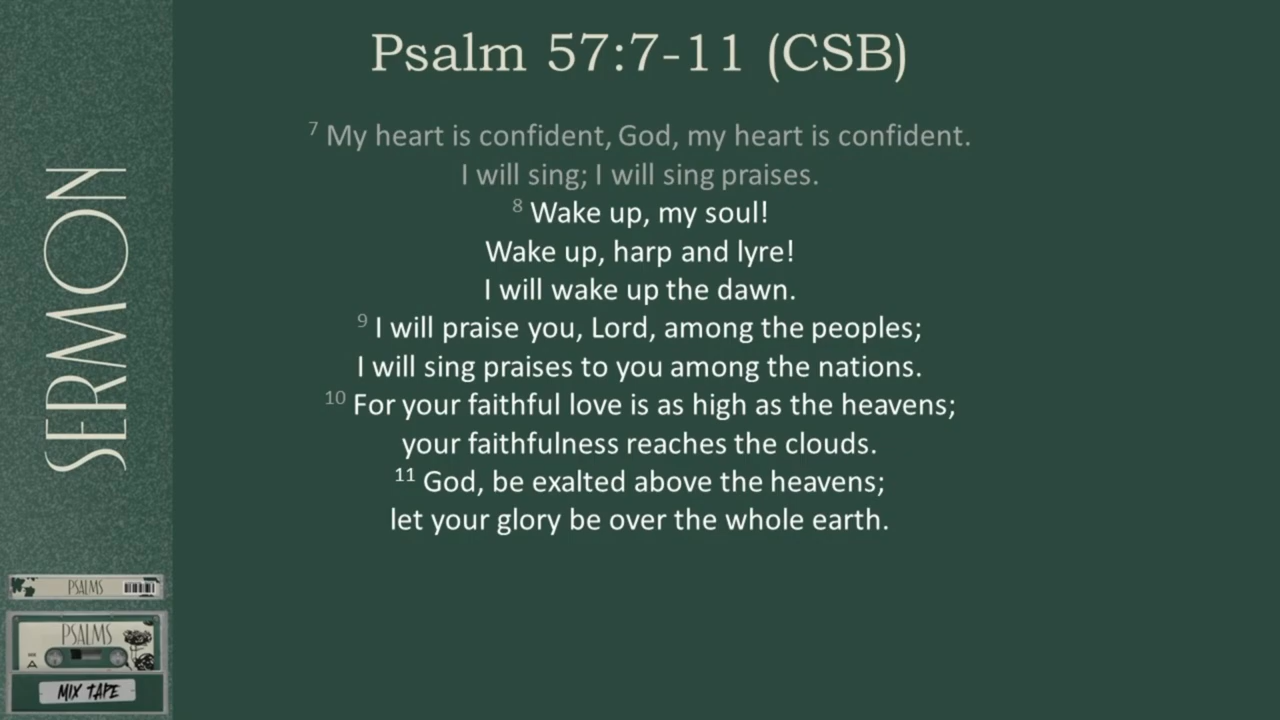 Psalm 57:7-11 (CSB)
7 My heart is confident, God, my heart is confident.
I will sing; I will sing praises.
8 Wake up, my soul!
Wake up, harp and lyre!
I will wake up the dawn.
9 I will praise you, Lord, among the peoples;
I will sing praises to you among the nations.
10 For your faithful love is as high as the heavens;
your faithfulness reaches the clouds.
11 God, be exalted above the heavens;
let your glory be over the whole earth.
SERMON
PSALMS
PSALMS
A
MIX TAPE